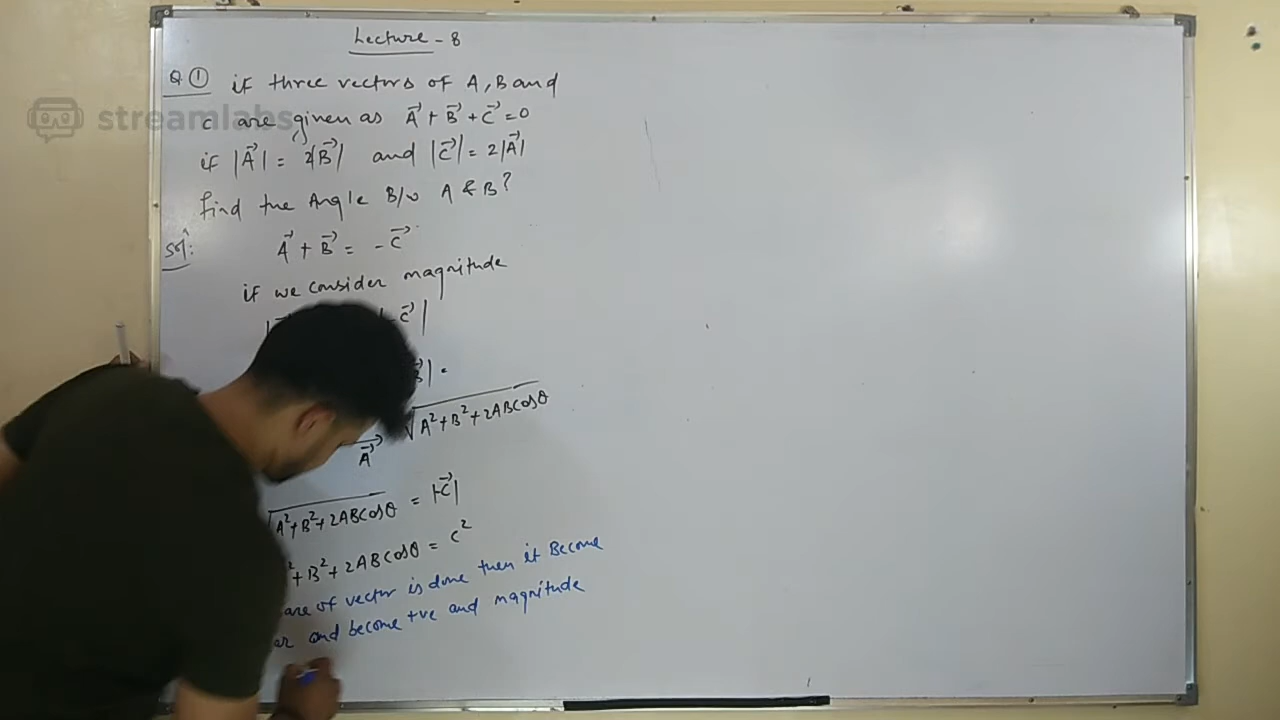 Lecture - 8
streamlabs
Q ① if three vectors of A, B and
C are given as A⃗ + B⃗ + C⃗ = 0
if |A⃗| = 2|B⃗| and |C⃗| = 2|A⃗|
find the Angle B/w A & B?
Sol: A⃗ + B⃗ = - C⃗
if we consider magnitude
C⃗|
| =
√A²+B²+2ABcosθ
A⃗
√A²+B²+2ABcosθ = |-C⃗|
+B²+2ABcosθ = C²
of vector is done then it Become
and become +ve and magnitude